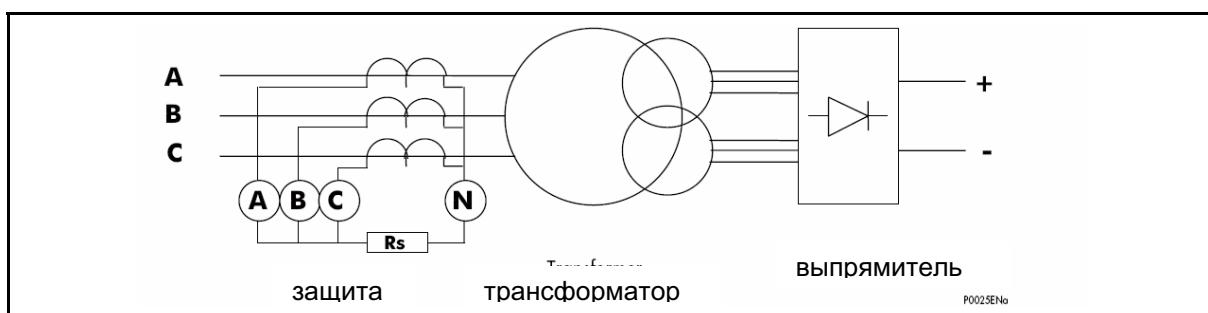 A
B
C
A B C N
Rs
+
-
защита
трансформатор
выпрямитель
P0025ENa